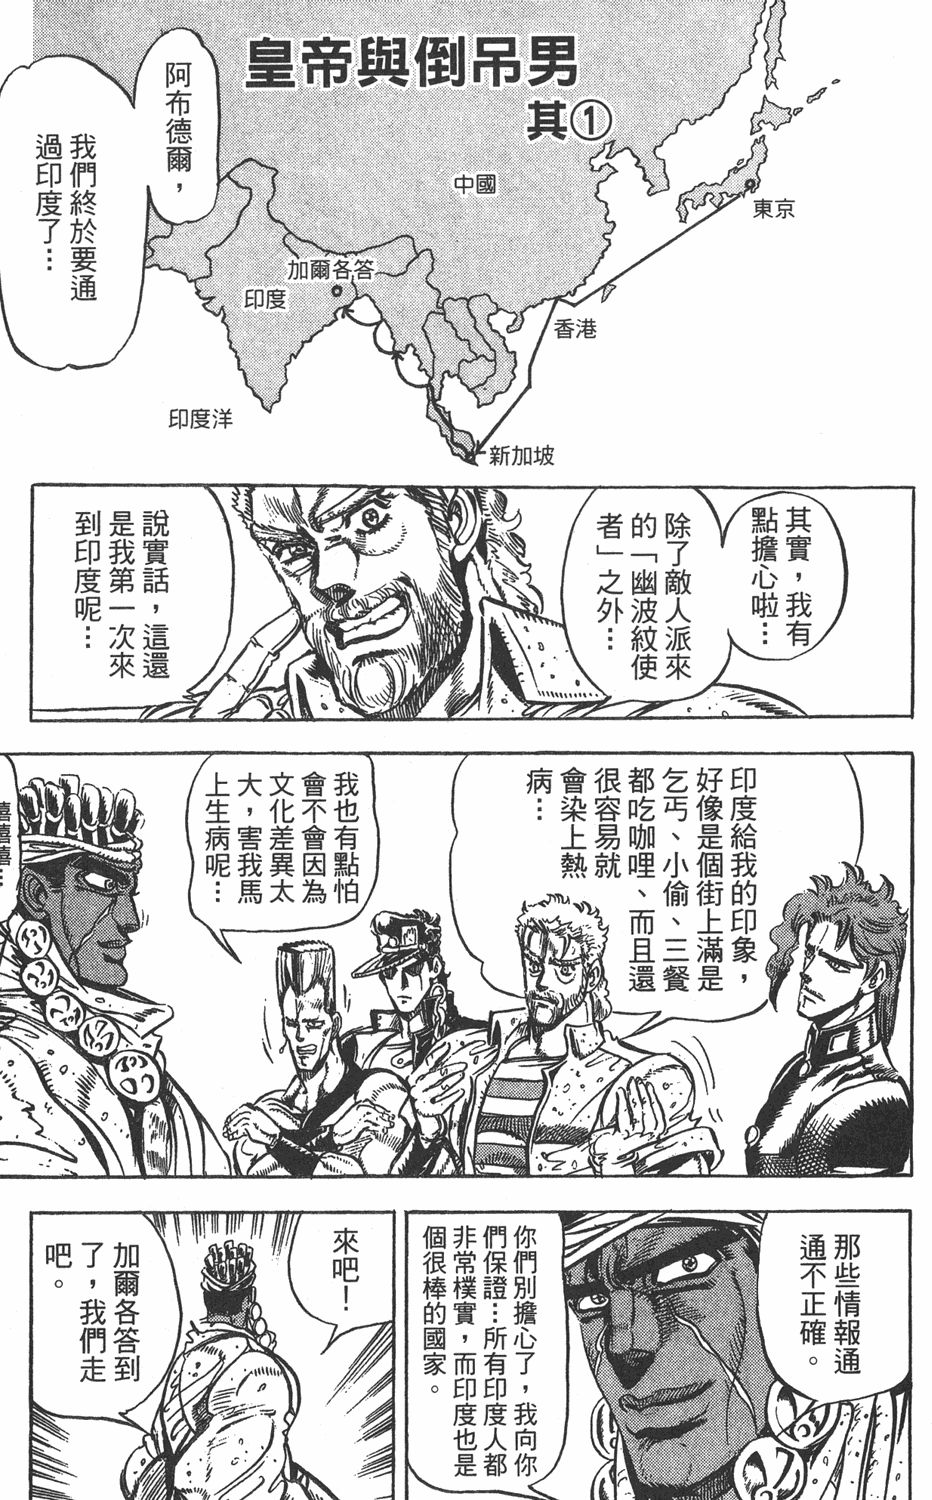 皇帝與倒吊男
其①
阿布德爾，
我們終於要通
過印度了…
中國
東京
加爾各答
印度
香港
印度洋
新加坡
其實，我有
點擔心啦…
除了敵人派來
的「幽波紋使
者」之外…
說實話，這還
是我第一次來
到印度呢…
印度給我的印象，
好像是個街上滿是
乞丐、小偷、三餐
都吃咖哩、而且還
很容易就
會染上熱
病…
我也有點怕
會不會因為
文化差異太
大，害我馬
上生病呢…
嘻嘻嘻…
那些情報通
通不正確。
你們別擔心了，我向你
們保證…所有印度人都
非常樸實，而印度也是
個很棒的國家。
來吧！
加爾各答到
了，我們走
吧。